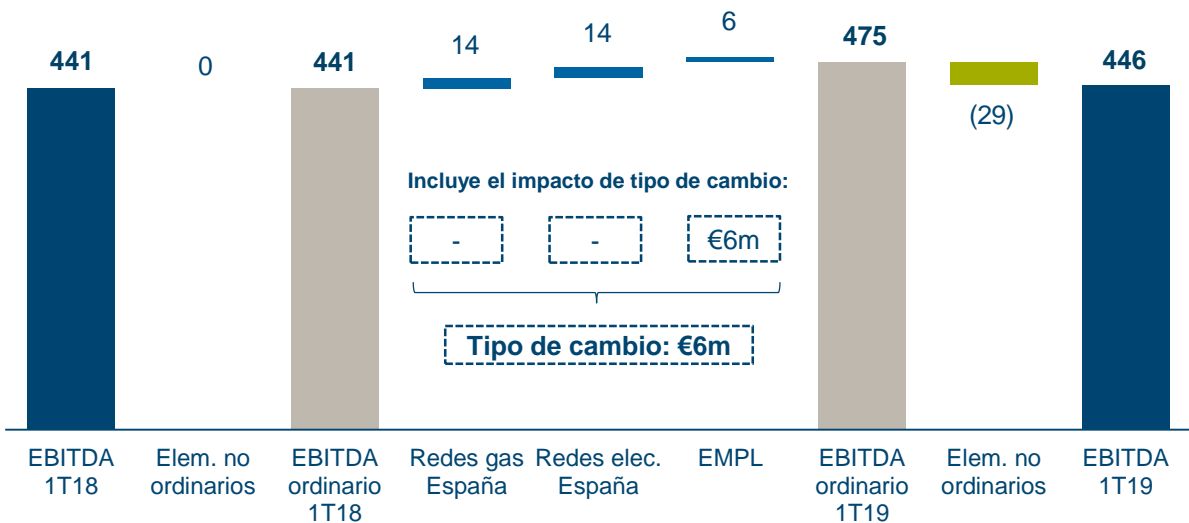 441
0
441
14
14
6
475
(29)
446
Incluye el impacto de tipo de cambio:
-
-
€6m
Tipo de cambio: €6m
EBITDA
1T18
Elem. no
ordinarios
EBITDA
ordinario
1T18
Redes gas
España
Redes elec.
España
EMPL
EBITDA
ordinario
1T19
Elem. no
ordinarios
EBITDA
1T19